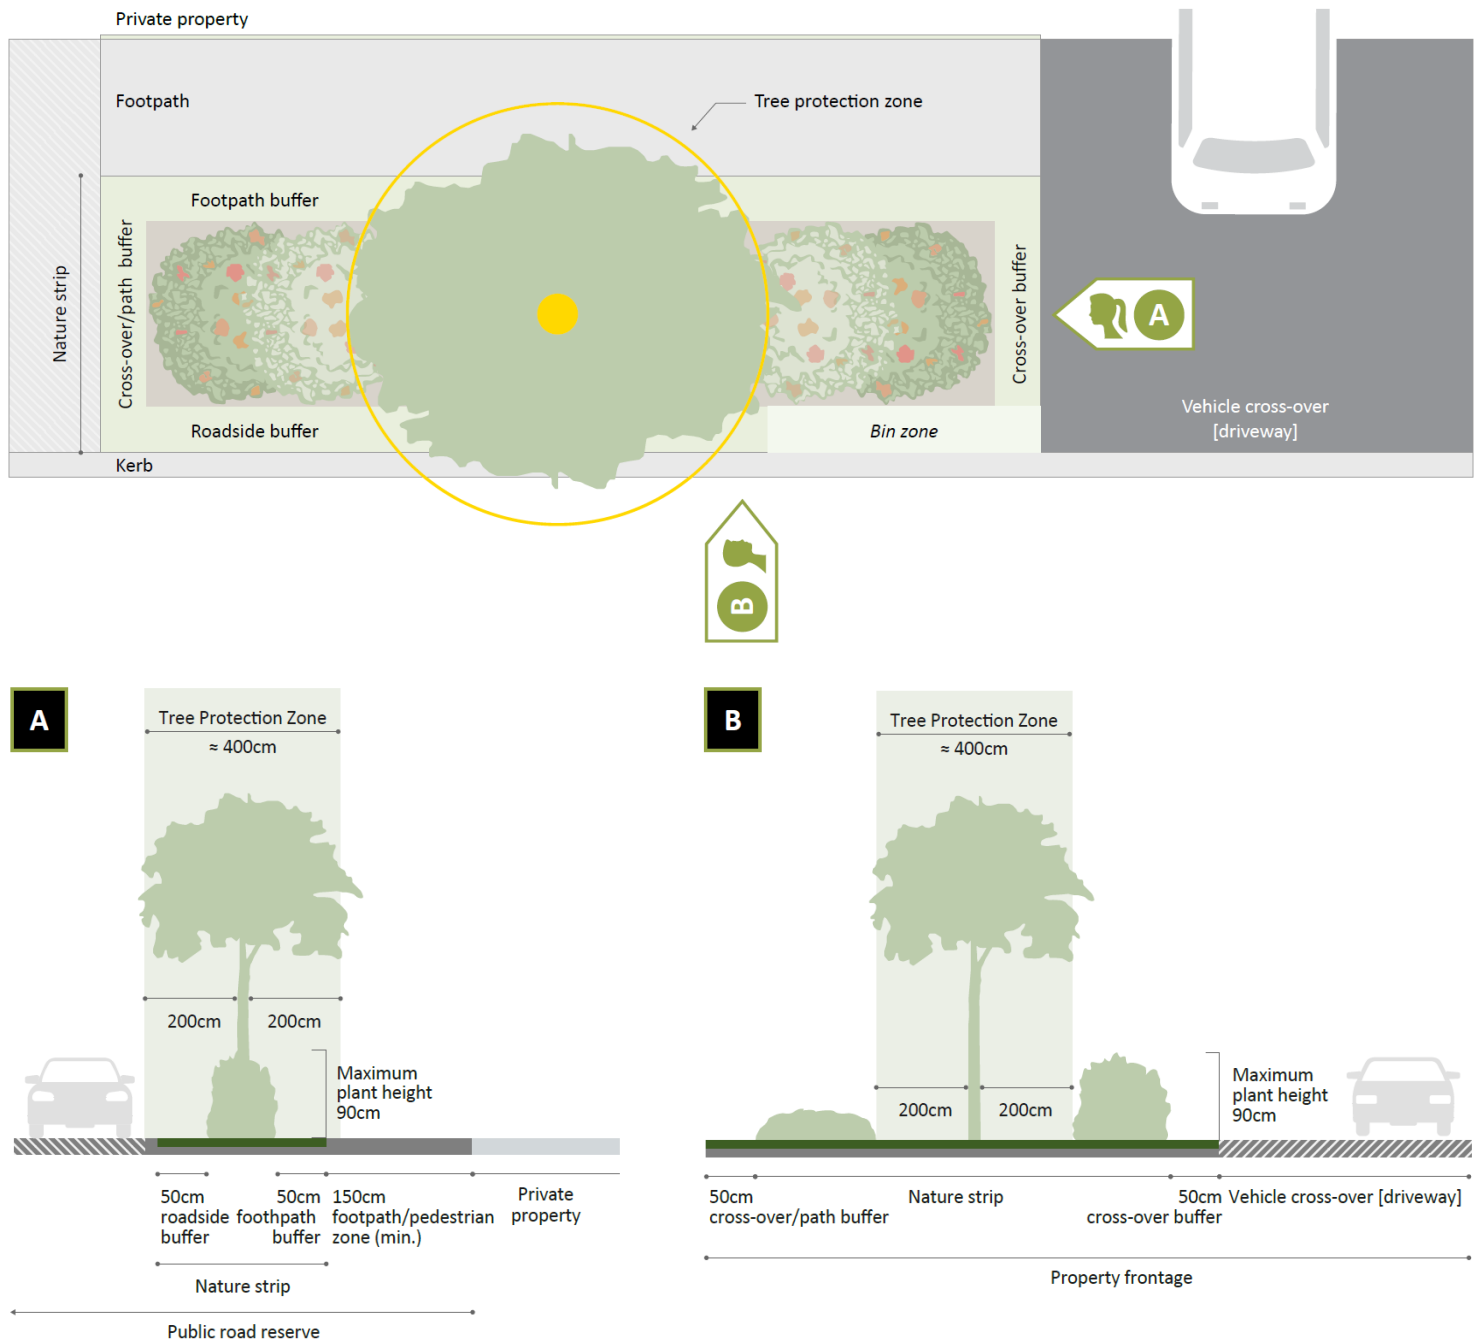 Private property
Footpath
Tree protection zone
Footpath buffer
Nature strip
Cross-over/path buffer
Cross-over buffer
A
Vehicle cross-over
[driveway]
Roadside buffer
Bin zone
Kerb
B
A
Tree Protection Zone
≈ 400cm
200cm
200cm
Maximum
plant height
90cm
50cm
roadside
buffer
50cm
foothpath
buffer
150cm
footpath/pedestrian
zone (min.)
Private
property
Nature strip
Public road reserve
B
Tree Protection Zone
≈ 400cm
200cm
200cm
Maximum
plant height
90cm
50cm
cross-over/path buffer
Nature strip
50cm
cross-over buffer
Vehicle cross-over [driveway]
Property frontage